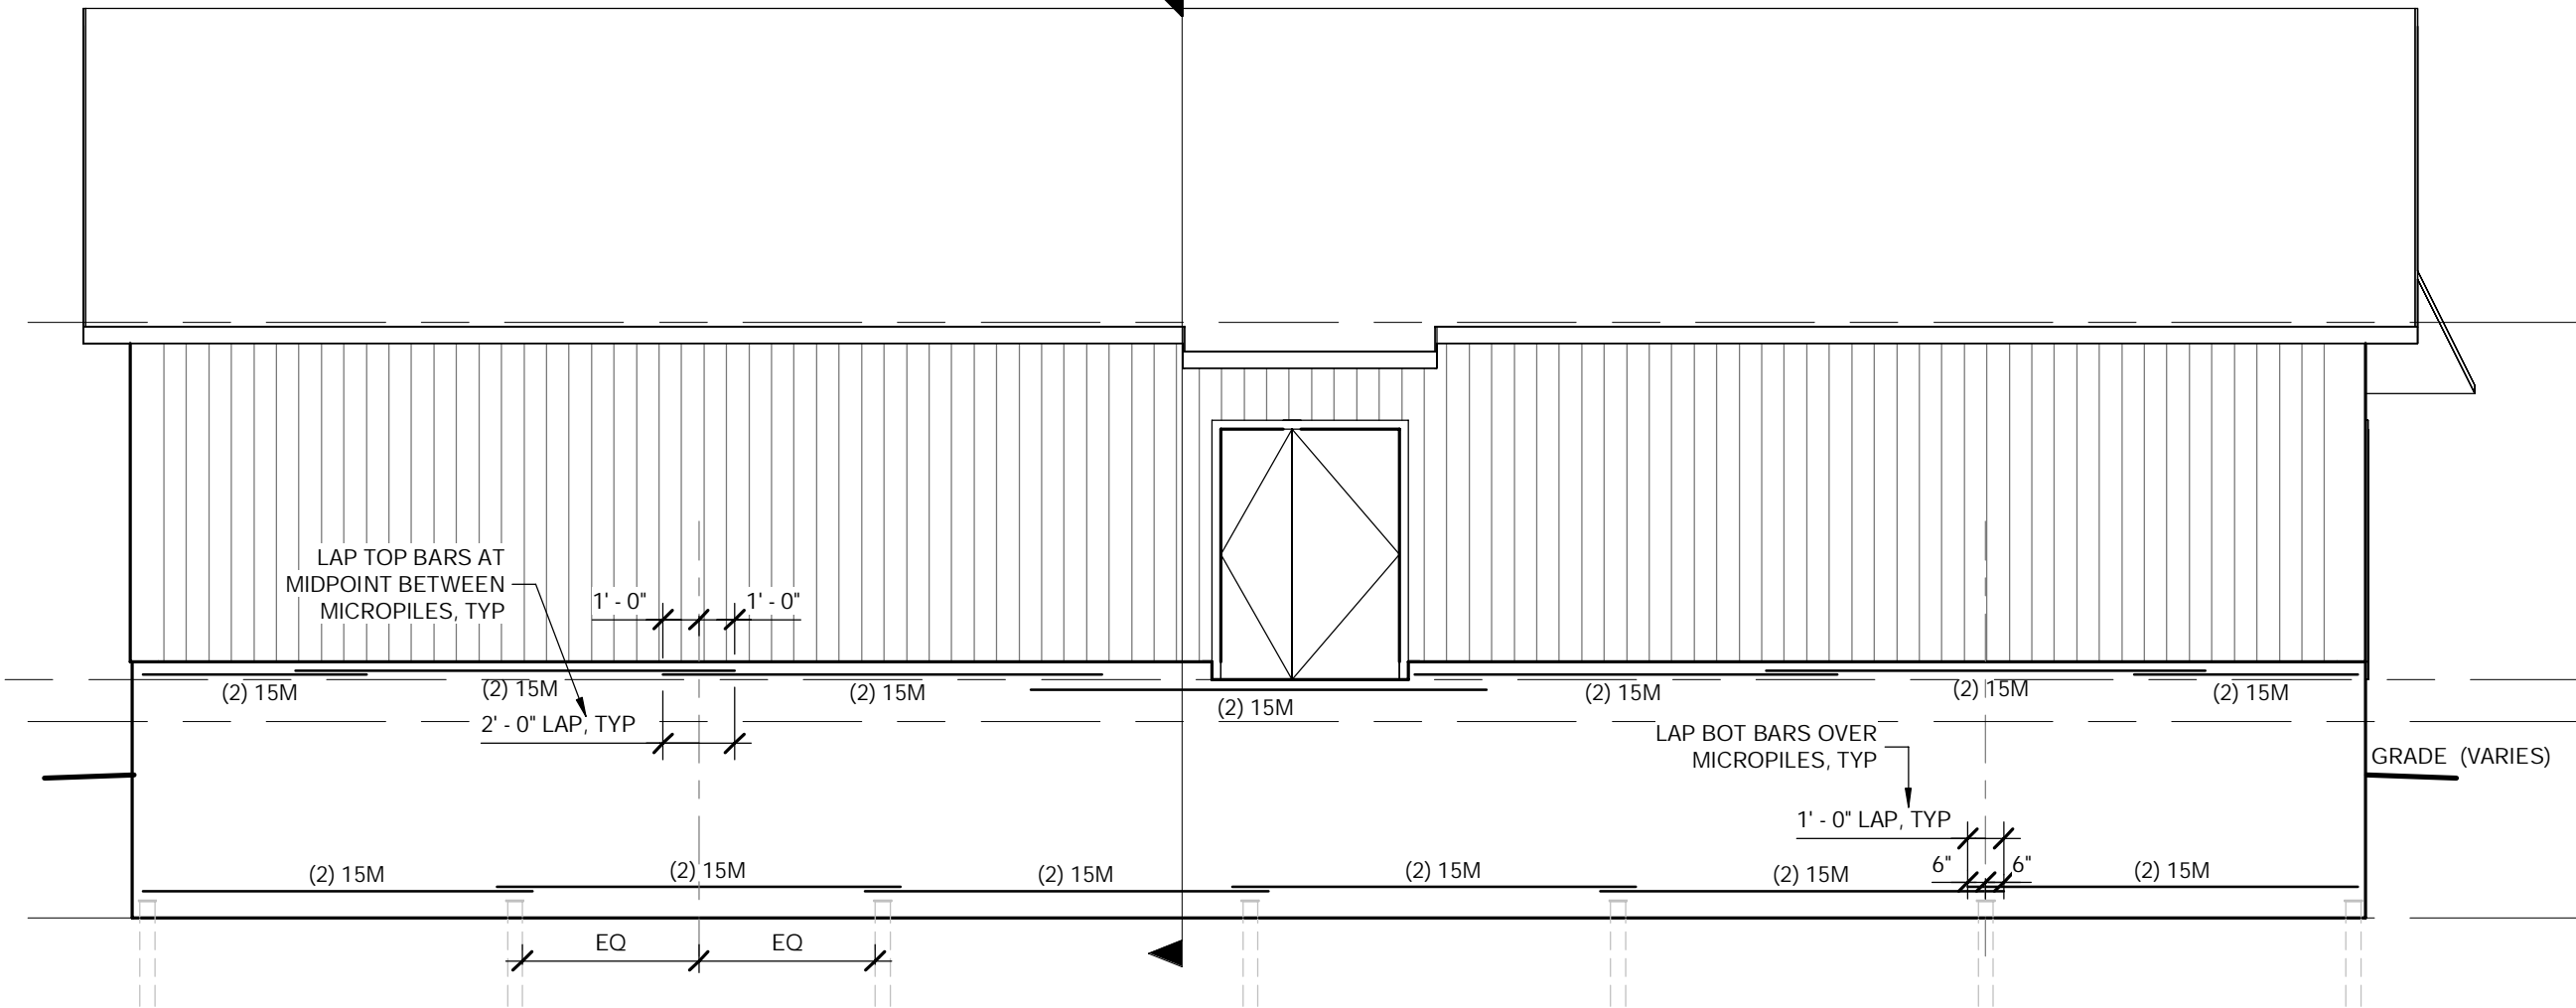 LAP TOP BARS AT
MIDPOINT BETWEEN
MICROPILES, TYP
1' - 0"
1' - 0"
(2) 15M
(2) 15M
(2) 15M
(2) 15M
(2) 15M
(2) 15M
(2) 15M
2' - 0" LAP, TYP
LAP BOT BARS OVER
MICROPILES, TYP
GRADE (VARIES)
1' - 0" LAP, TYP
6"
6"
(2) 15M
(2) 15M
(2) 15M
(2) 15M
(2) 15M
(2) 15M
EQ
EQ